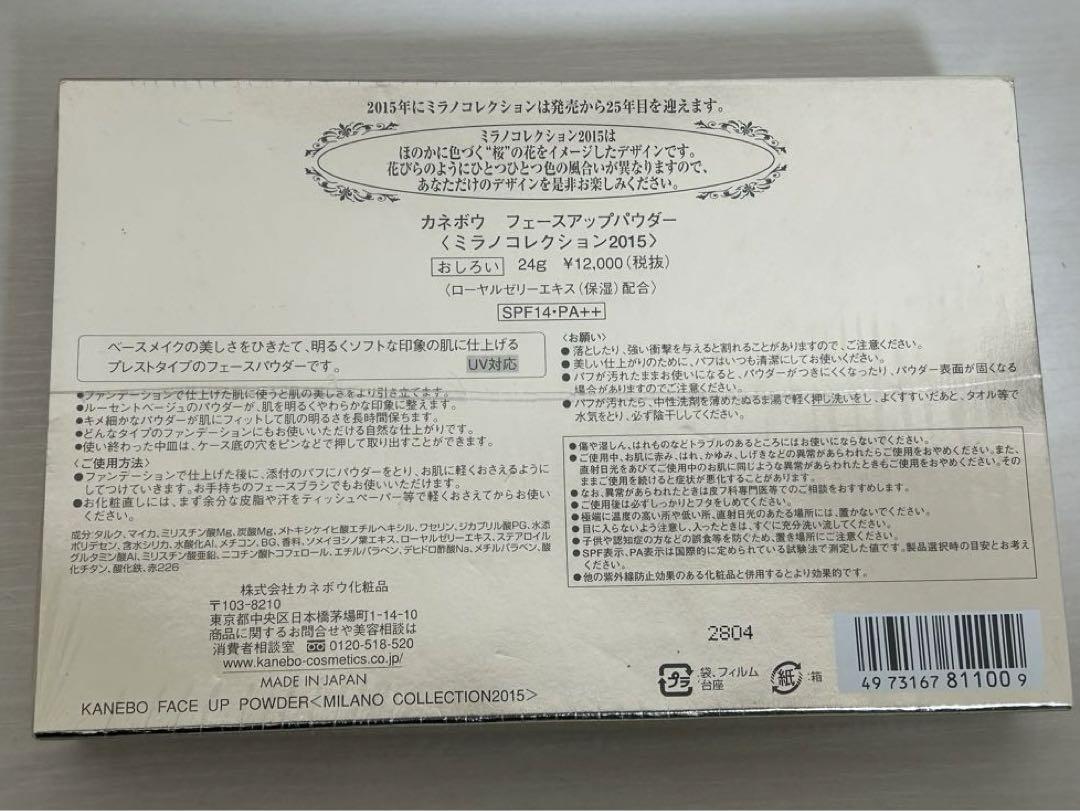 2015年にミラノコレクションは発売から25年目を迎えます。
ミラノコレクション2015は
ほのかに色づく“桜”の花をイメージしたデザインです。
花びらのようにひとつひとつ色の風合いが異なりますので、
あなただけのデザインを是非お楽しみください。
カネボウ フェースアップパウダー
〈ミラノコレクション2015〉
おしろい 24g ¥12,000(税抜)
〈ローヤルゼリーエキス(保湿)配合〉
SPF14・PA++
ベースメイクの美しさをひきたて、明るくソフトな印象の肌に仕上げる
プレストタイプのフェースパウダーです。 UV対応
●ファンデーションで仕上げた肌に使うと肌の美しさをより引き立てます。
●ルーセントベージュのパウダーが、肌を明るくやわらかな印象に整えます。
●キメ細かなパウダーが肌にフィットして肌の明るさを長時間保ちます。
●どんなタイプのファンデーションにもお使いいただける自然な仕上がりです。
●使い終わった中皿は、ケース底の穴をピンなどで押して取り出すことができます。
〈ご使用方法〉
●ファンデーションで仕上げた後に、添付のパフにパウダーをとり、お肌に軽くおさえるように
してつけていきます。お手持ちのフェースブラシでもお使いいただけます。
●お化粧直しには、まず余分な皮脂や汗をティッシュペーパー等で軽くおさえてからお使い
ください。
成分:タルク、マイカ、ミリスチン酸Mg、炭酸Mg、メトキシケイヒ酸エチルヘキシル、ワセリン、ジカプリル酸PG、水添
ポリデセン、含水シリカ、水酸化Al、メチコン、BG、香料、ソメイヨシノ葉エキス、ローヤルゼリーエキス、ステアロイル
グルタミン酸Al、ミリスチン酸亜鉛、ニコチン酸トコフェロール、エチルパラベン、デヒドロ酢酸Na、メチルパラベン、酸
化チタン、酸化鉄、赤226
株式会社カネボウ化粧品
〒103-8210
東京都中央区日本橋茅場町1-14-10
商品に関するお問合せや美容相談は
消費者相談室 0120-518-520
www.kanebo-cosmetics.co.jp/
MADE IN JAPAN
KANEBO FACE UP POWDER<MILANO COLLECTION2015>
〈お願い〉
●落としたり、強い衝撃を与えると割れることがありますので、ご注意ください。
●美しい仕上がりのために、パフはいつも清潔にしてお使いください。
●パフが汚れたままお使いになると、パウダーがつきにくくなったり、パウダー表面が固くなる
場合がありますのでご注意ください。
●パフが汚れたら、中性洗剤を薄めたぬるま湯で軽く押し洗いをし、よくすすいだあと、タオル等で
水気をとり、必ず陰干ししてください。
●傷や湿しん、はれものなどトラブルのあるところにはお使いにならないでください。
●ご使用中、お肌に赤み、はれ、かゆみ、しげきなどの異常があらわれたらご使用をおやめください。また、
直射日光をあびてご使用中のお肌に同じような異常があらわれたときもご使用をおやめください。その
ままご使用を続けると症状が悪化することがあります。
●なお、異常があらわれたときは皮フ科専門医等でのご相談をおすすめします。
●ご使用後は必ずしっかりとフタをしめてください。
●極端に温度の高い所や低い所、直射日光のあたる場所には、置かないでください。
●目に入らないよう注意し、入ったときは、すぐに充分洗い流してください。
●子供や認知症の方などの誤食等を防ぐため、置き場所にご注意ください。
●SPF表示、PA表示は国際的に定められている試験法で測定した値です。製品選択時の目安とお考え
ください。
●他の紫外線防止効果のある化粧品と併用するとより効果的です。
2804
プラ :袋、フィルム
台座
紙 :箱
4973167811009